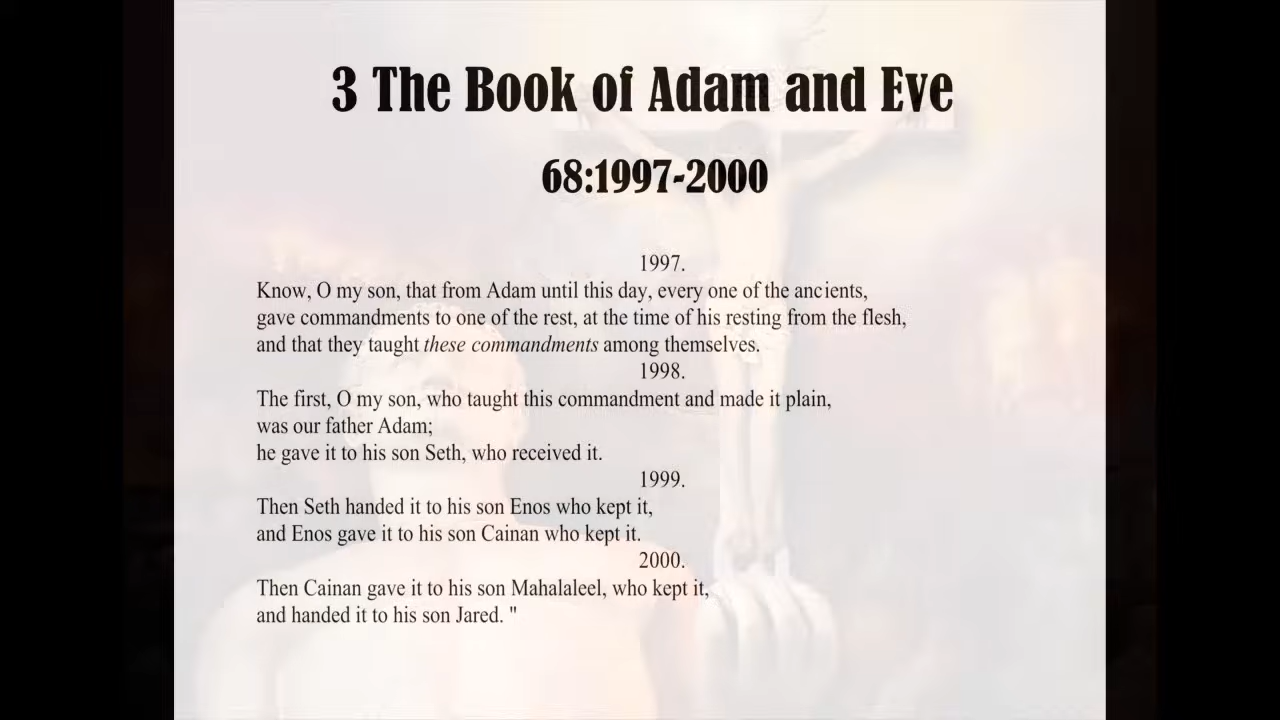 3 The Book of Adam and Eve
68:1997-2000
1997.
Know, O my son, that from Adam until this day, every one of the ancients,
gave commandments to one of the rest, at the time of his resting from the flesh,
and that they taught these commandments among themselves.
1998.
The first, O my son, who taught this commandment and made it plain,
was our father Adam;
he gave it to his son Seth, who received it.
1999.
Then Seth handed it to his son Enos who kept it,
and Enos gave it to his son Cainan who kept it.
2000.
Then Cainan gave it to his son Mahalaleel, who kept it,
and handed it to his son Jared. "